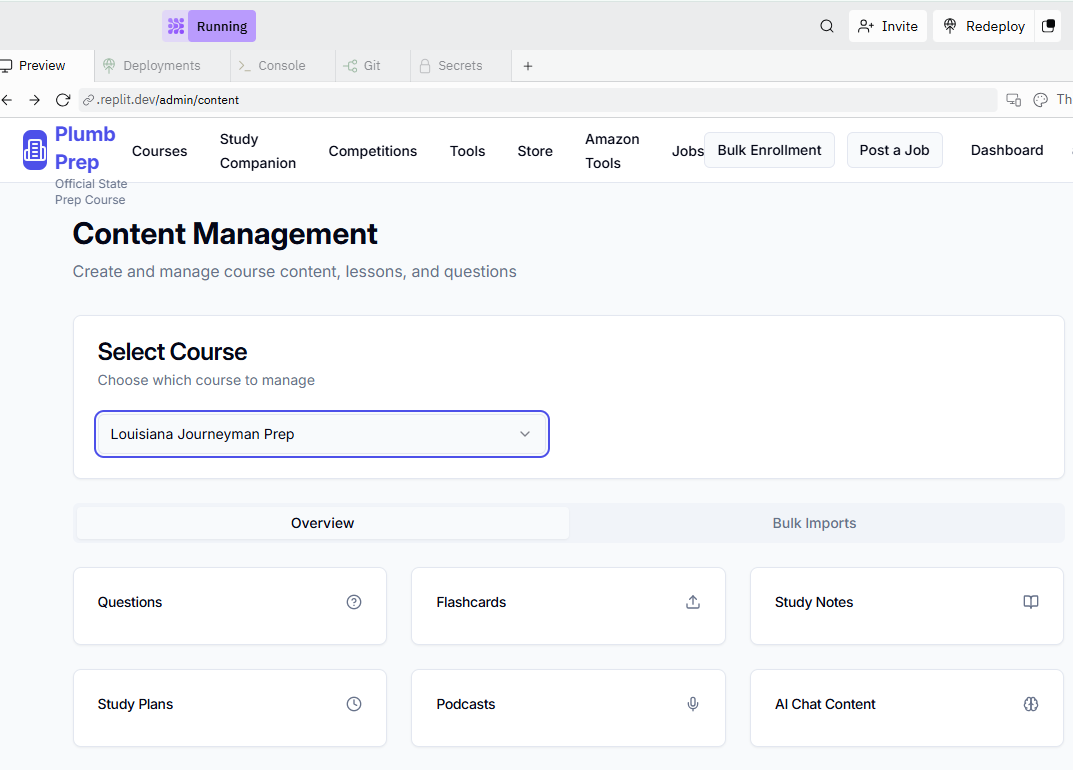 Running
Invite
Redeploy
Preview
Deployments
Console
Git
Secrets
.replit.dev/admin/content
Th
Plumb
Prep
Official State
Prep Course
Courses
Study
Companion
Competitions
Tools
Store
Amazon
Tools
Jobs
Bulk Enrollment
Post a Job
Dashboard
Content Management
Create and manage course content, lessons, and questions
Select Course
Choose which course to manage
Louisiana Journeyman Prep
Overview
Bulk Imports
Questions
Flashcards
Study Notes
Study Plans
Podcasts
AI Chat Content